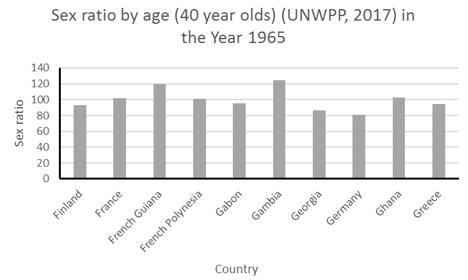 Sex ratio by age (40 year olds) (UNWPP, 2017) in
the Year 1965
140
120
100
80
60
40
20
0
Sex ratio
Finland
France
French Guiana
French Polynesia
Gabon
Gambia
Georgia
Germany
Ghana
Greece
Country